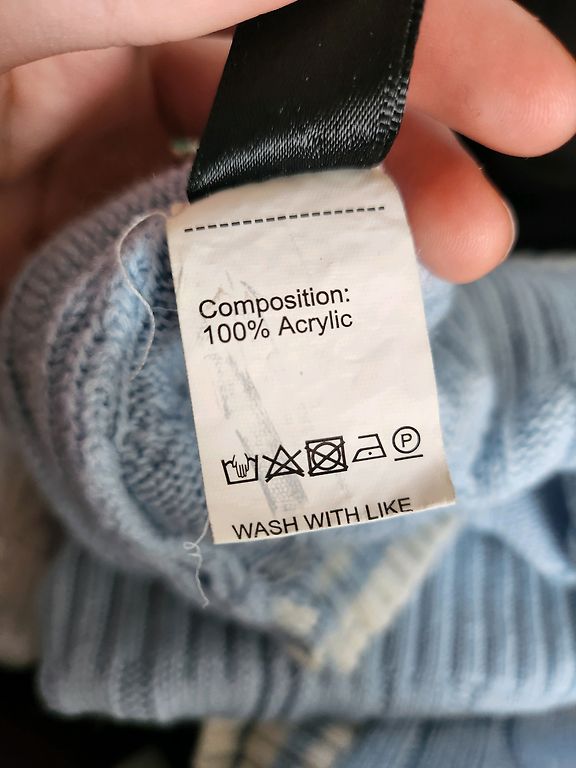 Composition:
100% Acrylic
P
WASH WITH LIKE